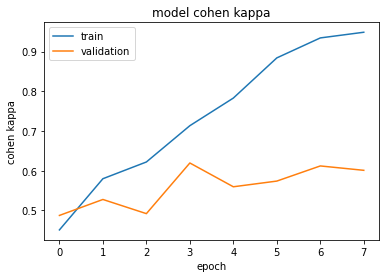 model cohen kappa
train
validation
cohen kappa
0.9
0.8
0.7
0.6
0.5
0 1 2 3 4 5 6 7
epoch